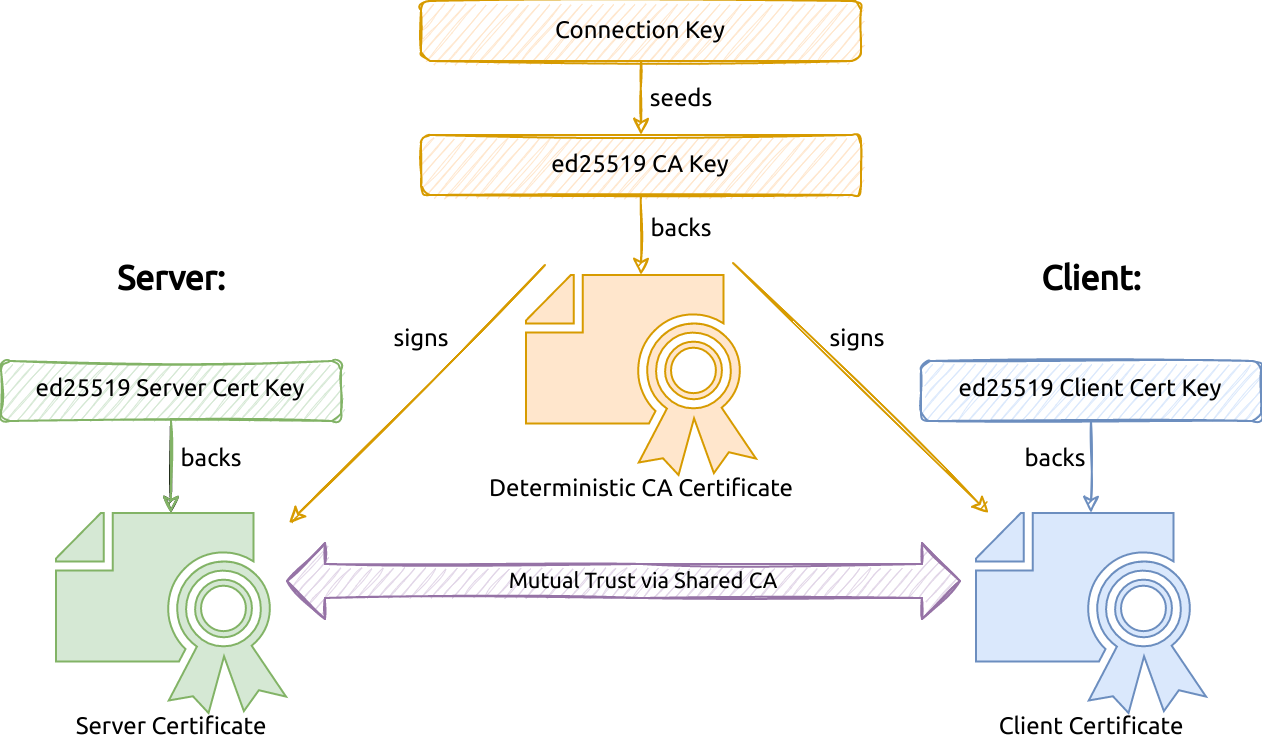 Connection Key
seeds
ed25519 CA Key
backs
Server:
Client:
signs
signs
ed25519 Server Cert Key
ed25519 Client Cert Key
backs
backs
Deterministic CA Certificate
Mutual Trust via Shared CA
Server Certificate
Client Certificate